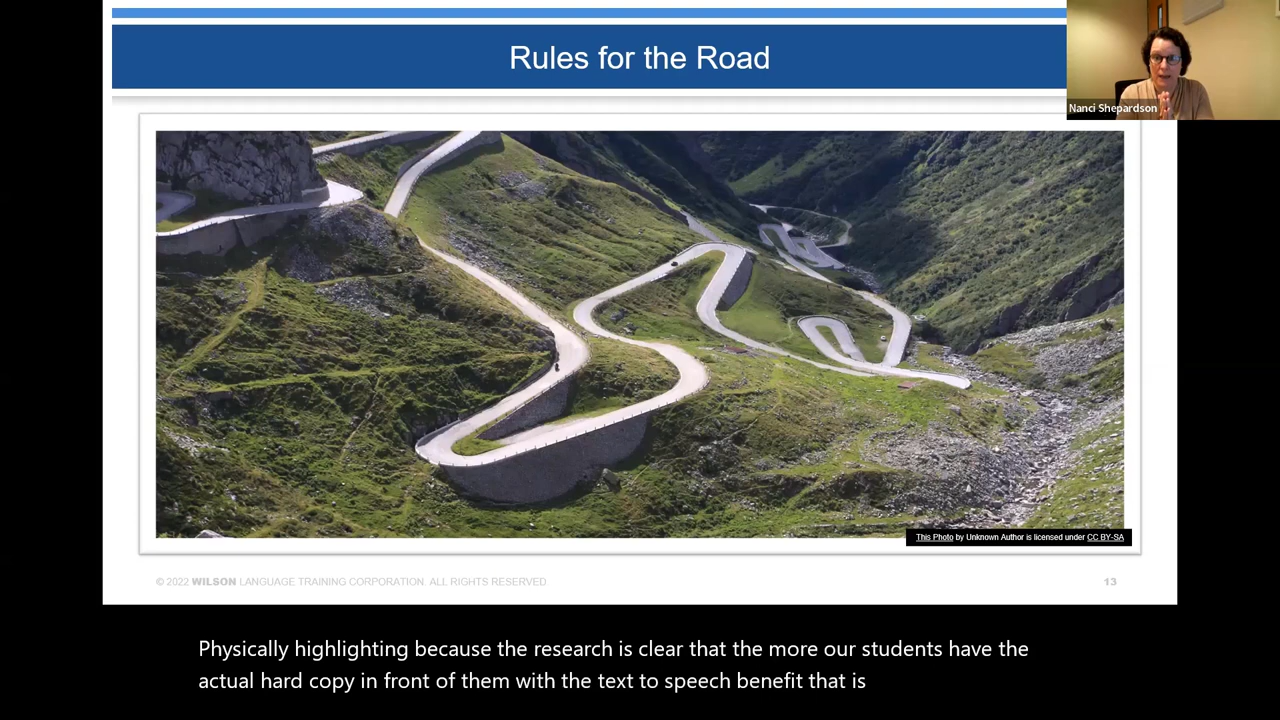 Rules for the Road
Nanci Shepardson
This Photo by Unknown Author is licensed under CC BY-SA
© 2022 WILSON LANGUAGE TRAINING CORPORATION. ALL RIGHTS RESERVED
13
Physically highlighting because the research is clear that the more our students have the
actual hard copy in front of them with the text to speech benefit that is